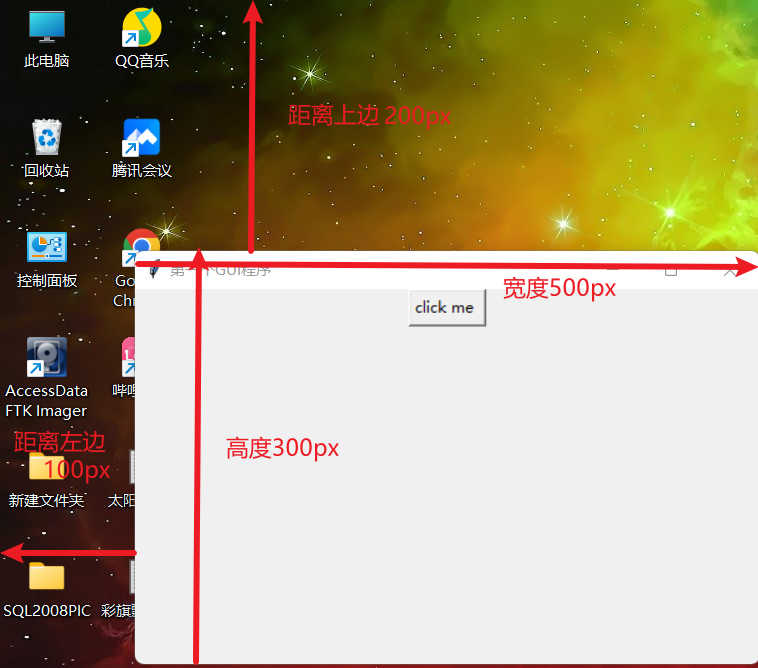 此电脑
QQ音乐
距离上边 200px
回收站
腾讯会议
控制面板
Go
Chr
第一个GUI程序
宽度500px
click me
AccessData
FTK Imager
哔
距离左边
100px
高度300px
新建文件夹
太阳
SQL2008PIC
彩旗